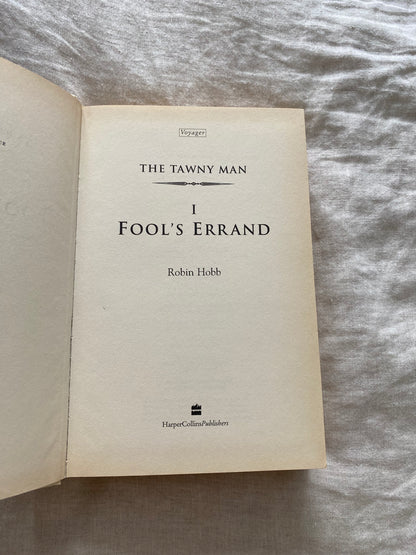 Voyager
THE TAWNY MAN
I
FOOL'S ERRAND
Robin Hobb
HarperCollinsPublishers